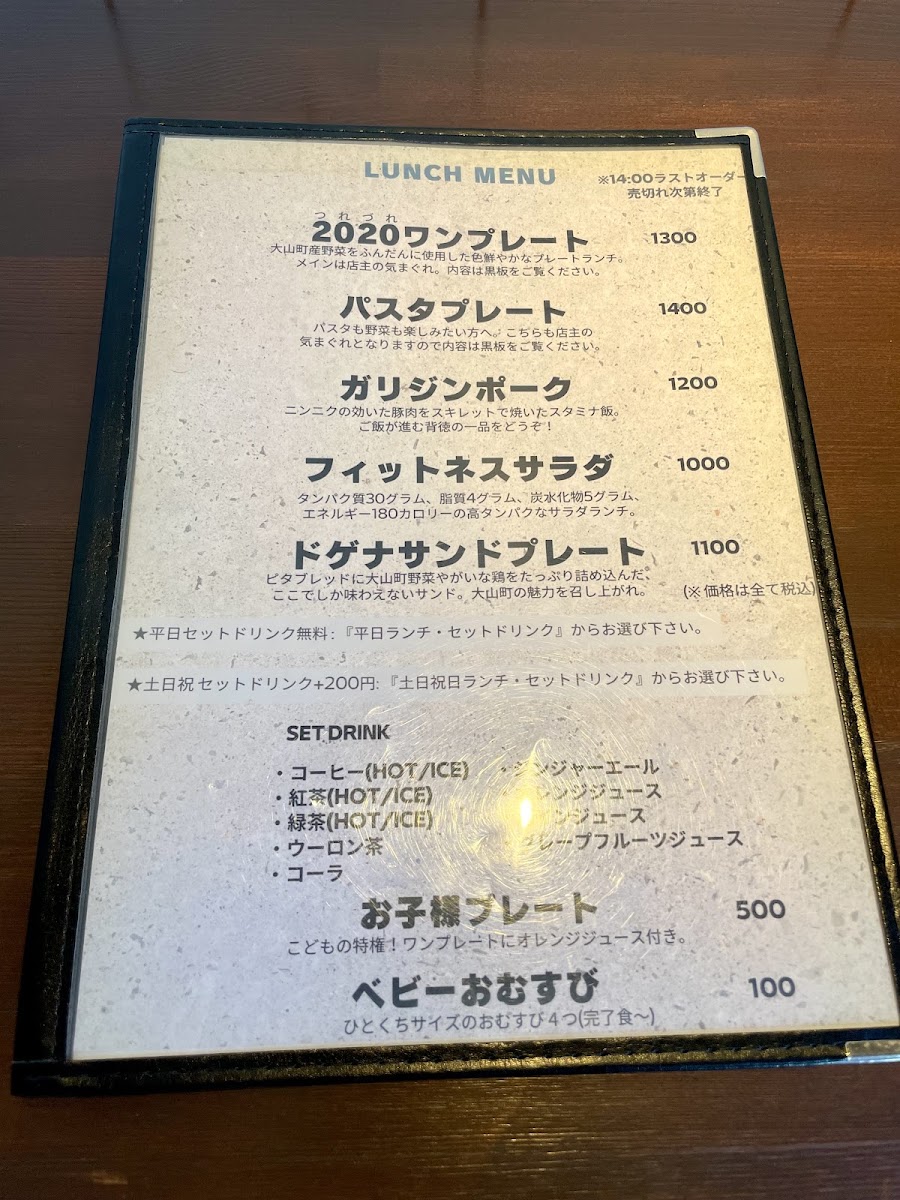 LUNCH MENU
※14:00ラストオーダー
売切れ次第終了
つれづれ
2020ワンプレート 1300
大山町産野菜をふんだんに使用した色鮮やかなプレートランチ。
メインは店主の気まぐれ。内容は黒板をご覧ください。
パスタプレート 1400
パスタも野菜も楽しみたい方へ。こちらも店主の
気まぐれとなりますので内容は黒板をご覧ください。
ガリジンポーク 1200
ニンニクの効いた豚肉をスキレットで焼いたスタミナ飯。
ご飯が進む背徳の一品をどうぞ！
フィットネスサラダ 1000
タンパク質30グラム、脂質4グラム、炭水化物5グラム、
エネルギー180カロリーの高タンパクなサラダランチ。
ドゲナサンドプレート 1100
ピタブレッドに大山町野菜やがいな鶏をたっぷり詰め込んだ、
ここでしか味わえないサンド。大山町の魅力を召し上がれ。 (※価格は全て税込)
★平日セットドリンク無料：『平日ランチ・セットドリンク』からお選び下さい。
★土日祝 セットドリンク+200円:『土日祝日ランチ・セットドリンク』からお選び下さい。
SET DRINK
・コーヒー(HOT/ICE) ・ジンジャーエール
・紅茶(HOT/ICE) レンジジュース
・緑茶(HOT/ICE) ンジュース
・ウーロン茶 グレープフルーツジュース
・コーラ
お子様プレート 500
こどもの特権！ワンプレートにオレンジジュース付き。
ベビーおむすび 100
ひとくちサイズのおむすび４つ(完了食〜)